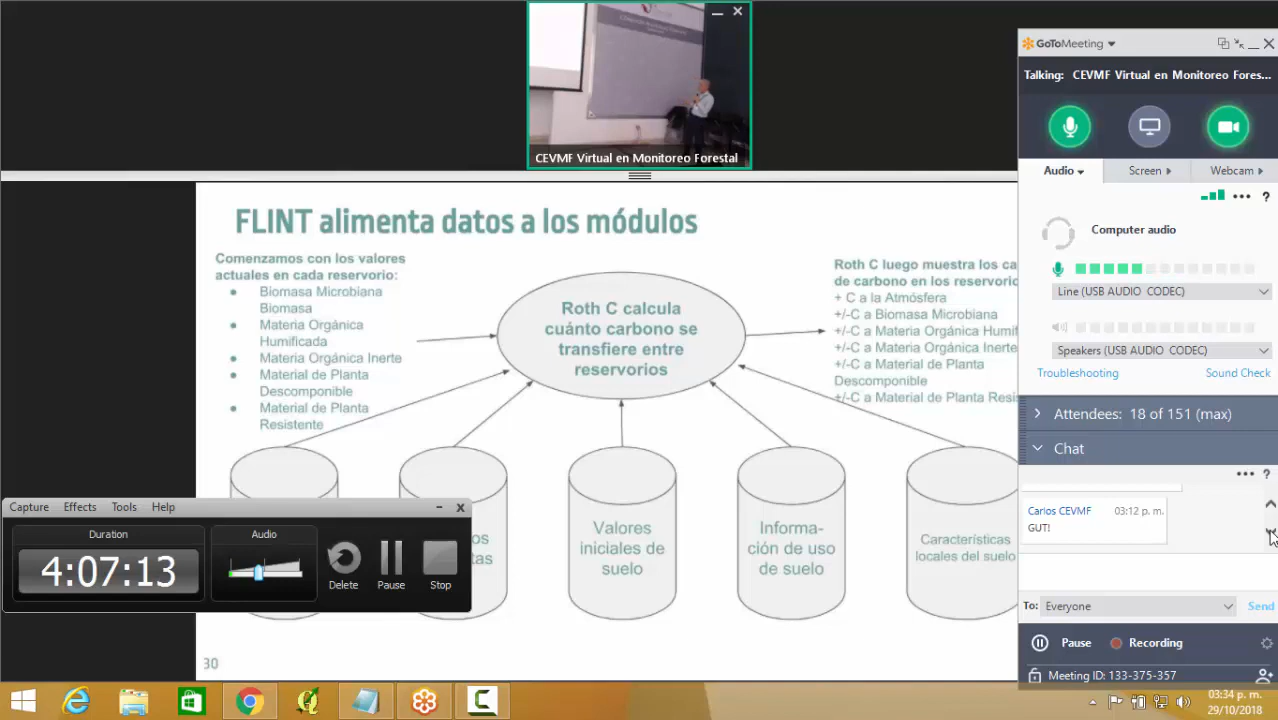 CEVMF Virtual en Monitoreo Forestal
GoToMeeting
Talking: CEVMF Virtual en Monitoreo Fores...
Audio
Screen
Webcam
?
Computer audio
Line (USB AUDIO CODEC)
Speakers (USB AUDIO CODEC)
Troubleshooting
Sound Check
Attendees: 18 of 151 (max)
Chat
?
Carlos CEVMF 03:12 p. m.
GUT!
To: Everyone
Send
Pause
Recording
Meeting ID: 133-375-357
FLINT alimenta datos a los módulos
Comenzamos con los valores
actuales en cada reservorio:
• Biomasa Microbiana
Biomasa
• Materia Orgánica
Humificada
• Materia Orgánica Inerte
• Material de Planta
Descomponible
• Material de Planta
Resistente
Roth C calcula
cuánto carbono se
transfiere entre
reservorios
Roth C luego muestra los ca
de carbono en los reservorio
+ C a la Atmósfera
+/-C a Biomasa Microbiana
+/-C a Materia Orgánica Humif
+/-C a Materia Orgánica Inerte
+/-C a Material de Planta
Descomponible
+/-C a Material de Planta Resi
os
tas
Valores
iniciales de
suelo
Informa-
ción de uso
de suelo
Características
locales del suelo
30
Capture
Effects
Tools
Help
Duration
4:07:13
Audio
Delete
Pause
Stop
03:34 p. m.
29/10/2018